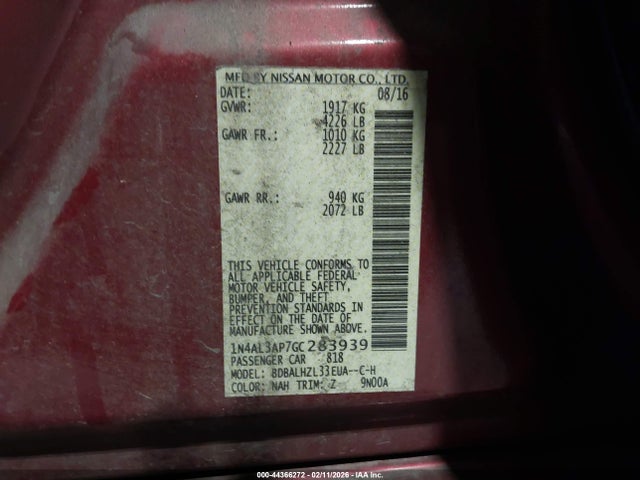 MFD BY NISSAN MOTOR CO., LTD.
DATE: 08/16
GVWR: 1917 KG
4226 LB
GAWR FR.: 1010 KG
2227 LB
GAWR RR.: 940 KG
2072 LB
THIS VEHICLE CONFORMS TO
ALL APPLICABLE FEDERAL
MOTOR VEHICLE SAFETY,
BUMPER, AND THEFT
PREVENTION STANDARDS IN
EFFECT ON THE DATE OF
MANUFACTURE SHOWN ABOVE.
1N4AL3AP7GC283939
PASSENGER CAR 818
MODEL: BDBALHZL33EUA--C-H
COLOR: NAH TRIM: Z 9N00A
000-44366272 - 02/11/2026 - IAA Inc.